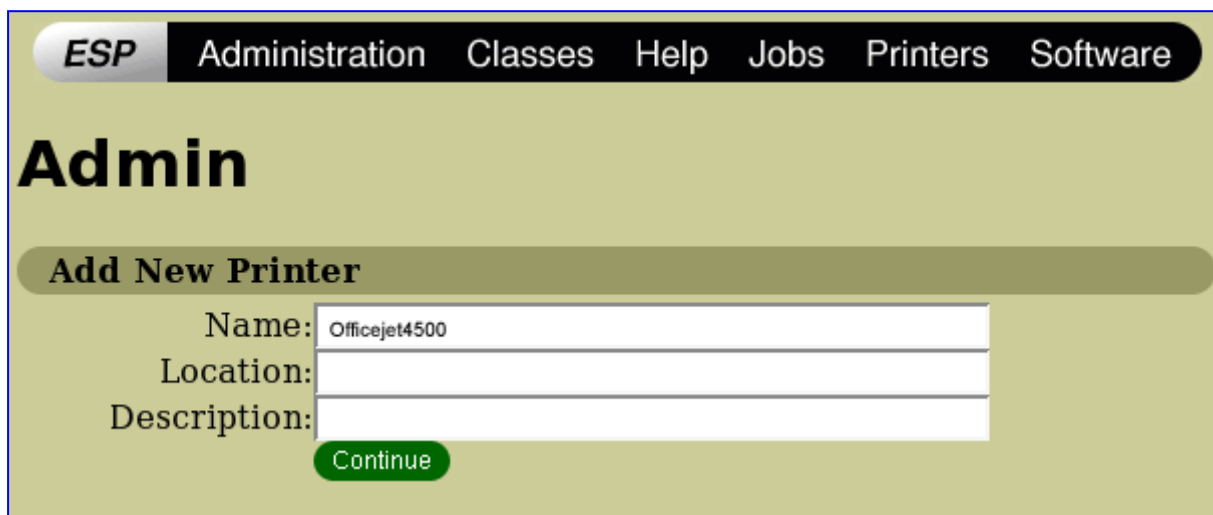 ESP Administration Classes Help Jobs Printers Software
Admin
Add New Printer
Name: Officejet4500
Location:
Description:
Continue